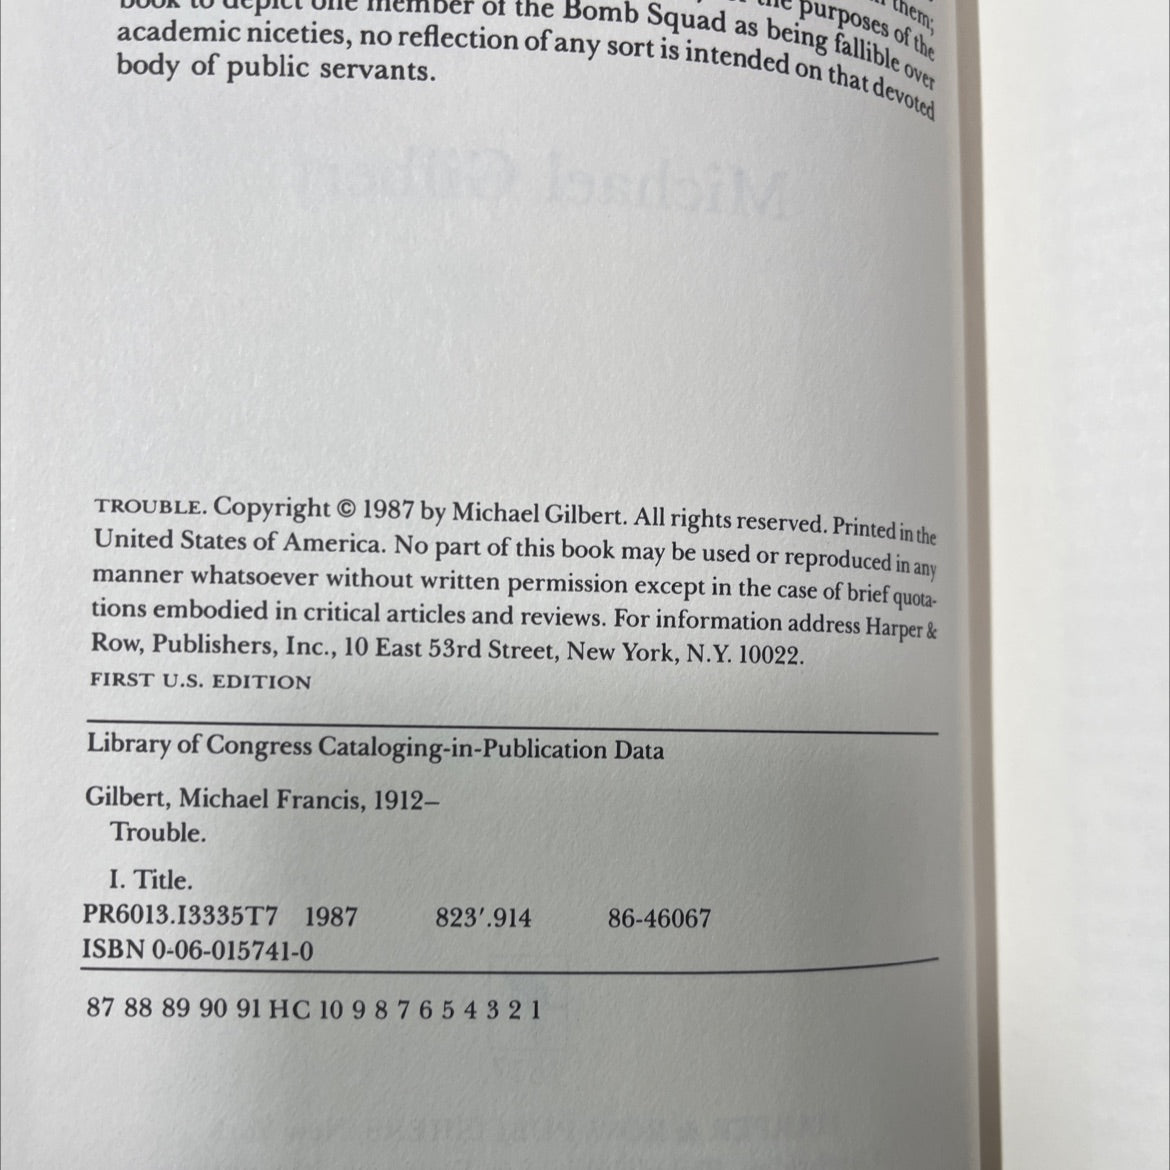 them;
book to depict one member of the Bomb Squad as being fallible over the purposes of the
academic niceties, no reflection of any sort is intended on that devoted
body of public servants.
Michael Gilbert
TROUBLE. Copyright © 1987 by Michael Gilbert. All rights reserved. Printed in the
United States of America. No part of this book may be used or reproduced in any
manner whatsoever without written permission except in the case of brief quota-
tions embodied in critical articles and reviews. For information address Harper &
Row, Publishers, Inc., 10 East 53rd Street, New York, N.Y. 10022.
FIRST U.S. EDITION
Library of Congress Cataloging-in-Publication Data
Gilbert, Michael Francis, 1912–
Trouble.
I. Title.
PR6013.I3335T7 1987 823′.914 86-46067
ISBN 0-06-015741-0
87 88 89 90 91 HC 10 9 8 7 6 5 4 3 2 1